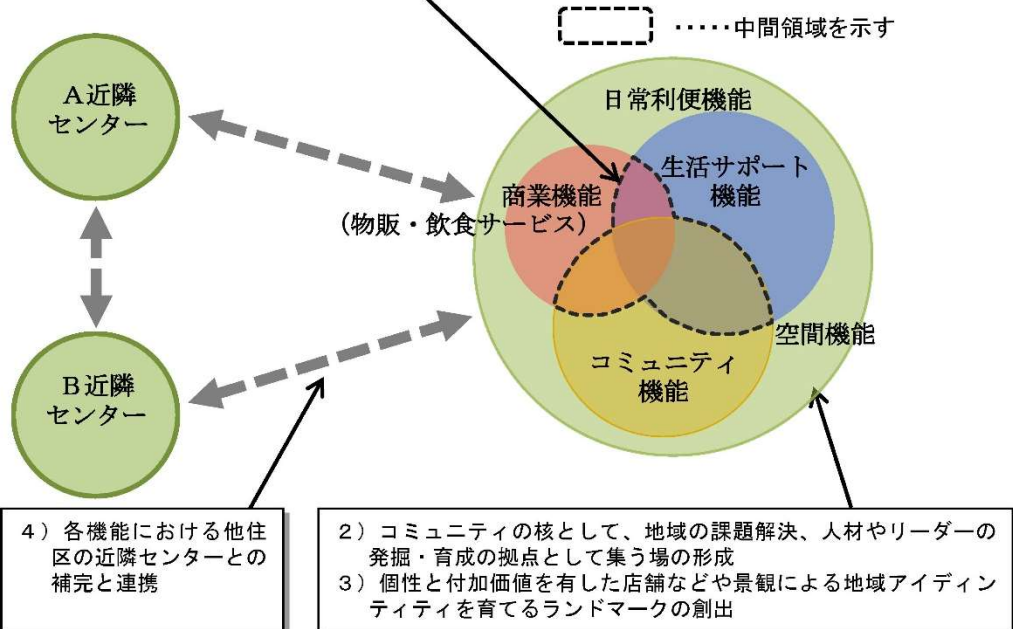 ・・・・・中間領域を示す
A近隣
センター
日常利便機能
生活サポート
機能
商業機能
（物販・飲食サービス）
空間機能
コミュニティ
機能
B近隣
センター
4）各機能における他住
区の近隣センターとの
補完と連携
2）コミュニティの核として、地域の課題解決、人材やリーダーの
発掘・育成の拠点として集う場の形成
3）個性と付加価値を有した店舗などや景観による地域アイディン
ティティを育てるランドマークの創出